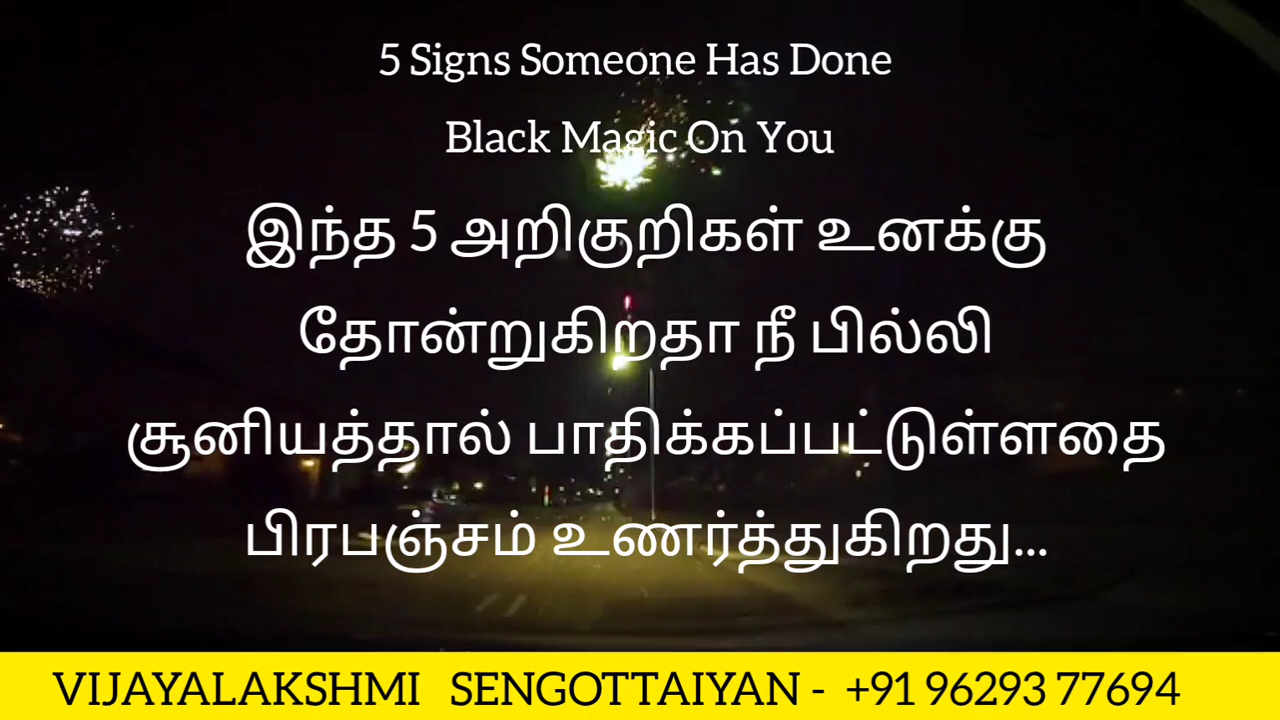 5 Signs Someone Has Done
Black Magic On You
இந்த 5 அறிகுறிகள் உனக்கு
தோன்றுகிறதா நீ பில்லி
சூனியத்தால் பாதிக்கப்பட்டுள்ளதை
பிரபஞ்சம் உணர்த்துகிறது...
VIJAYALAKSHMI SENGOTTAIYAN - +91 96293 77694